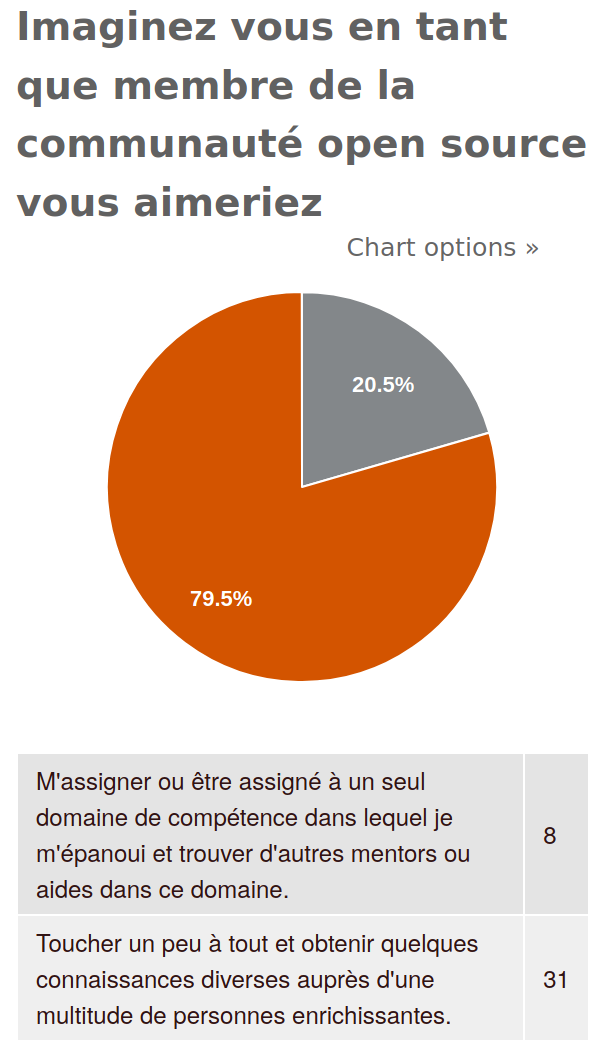 Imaginez vous en tant
que membre de la
communauté open source
vous aimeriez
Chart options »
20.5%
79.5%
M'assigner ou être assigné à un seul
domaine de compétence dans lequel je
m'épanoui et trouver d'autres mentors ou
aides dans ce domaine.
8
Toucher un peu à tout et obtenir quelques
connaissances diverses auprès d'une
multitude de personnes enrichissantes.
31